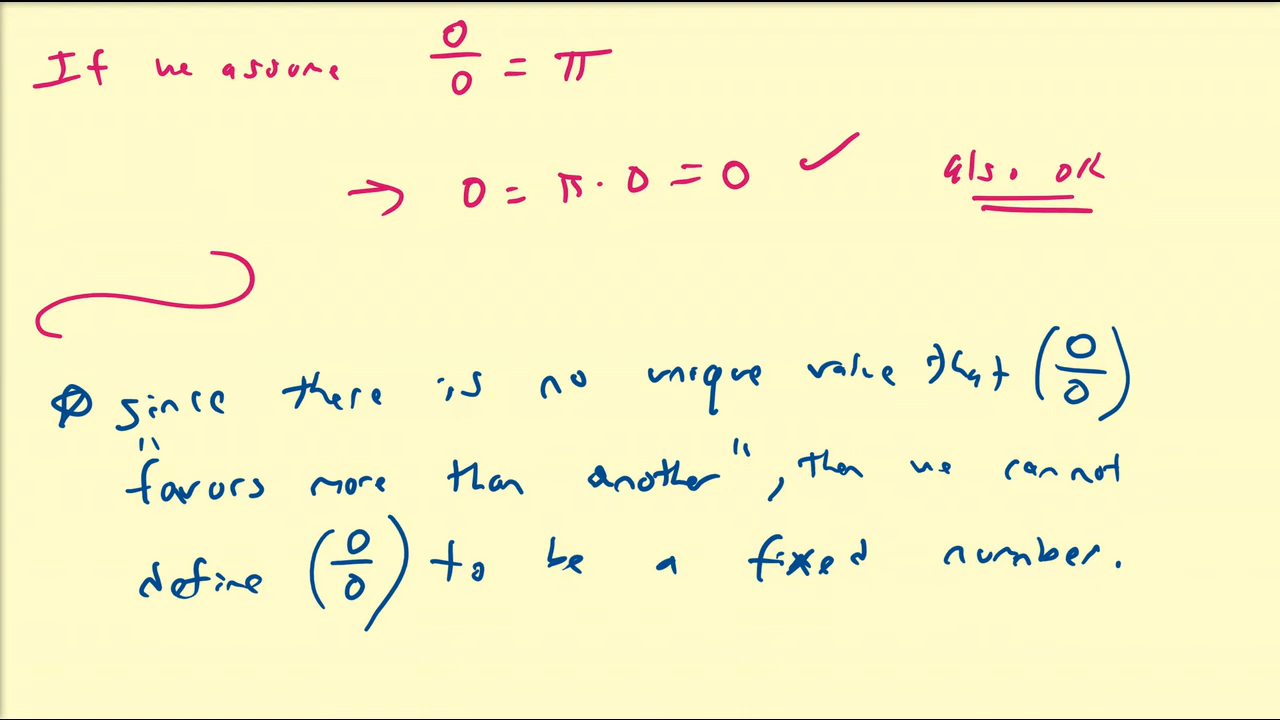 If we assume 0/0 = π
→ 0 = π · 0 = 0 ✓ also ok
since there is no unique value that (0/0)
"favors more than another", then we cannot
define (0/0) to be a fixed number.